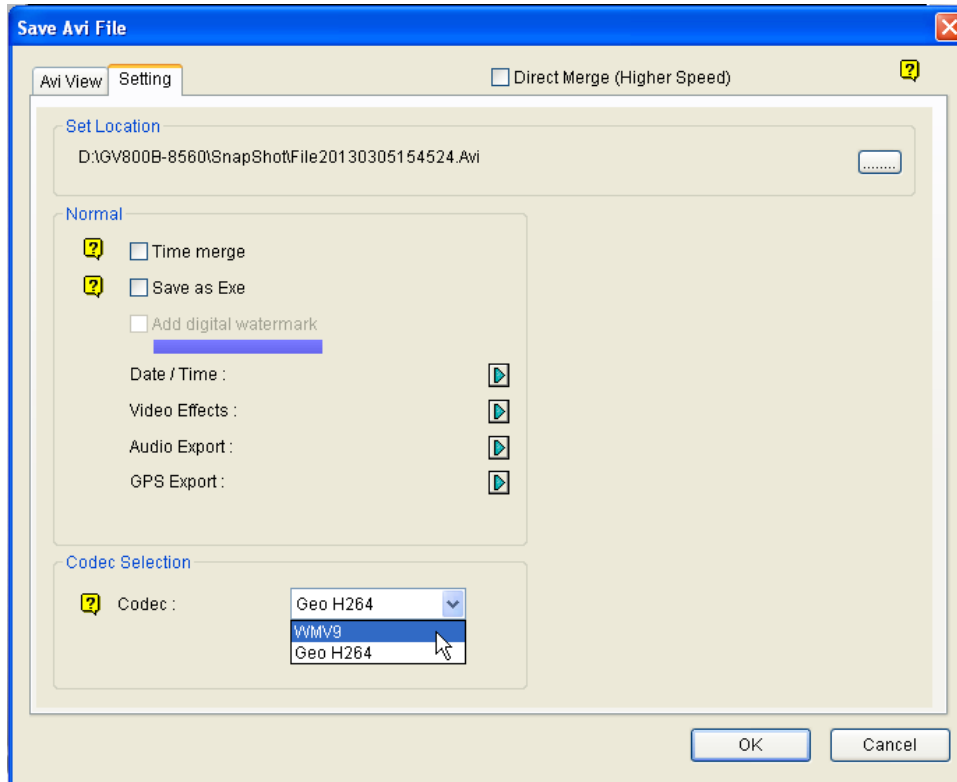 Save Avi File
Avi View
Setting
Direct Merge (Higher Speed)
Set Location
D:\GV800B-8560\SnapShot\File20130305154524.Avi
........
Normal
Time merge
Save as Exe
Add digital watermark
Date / Time :
Video Effects :
Audio Export :
GPS Export :
Codec Selection
Codec : Geo H264
WMV9
Geo H264
OK
Cancel